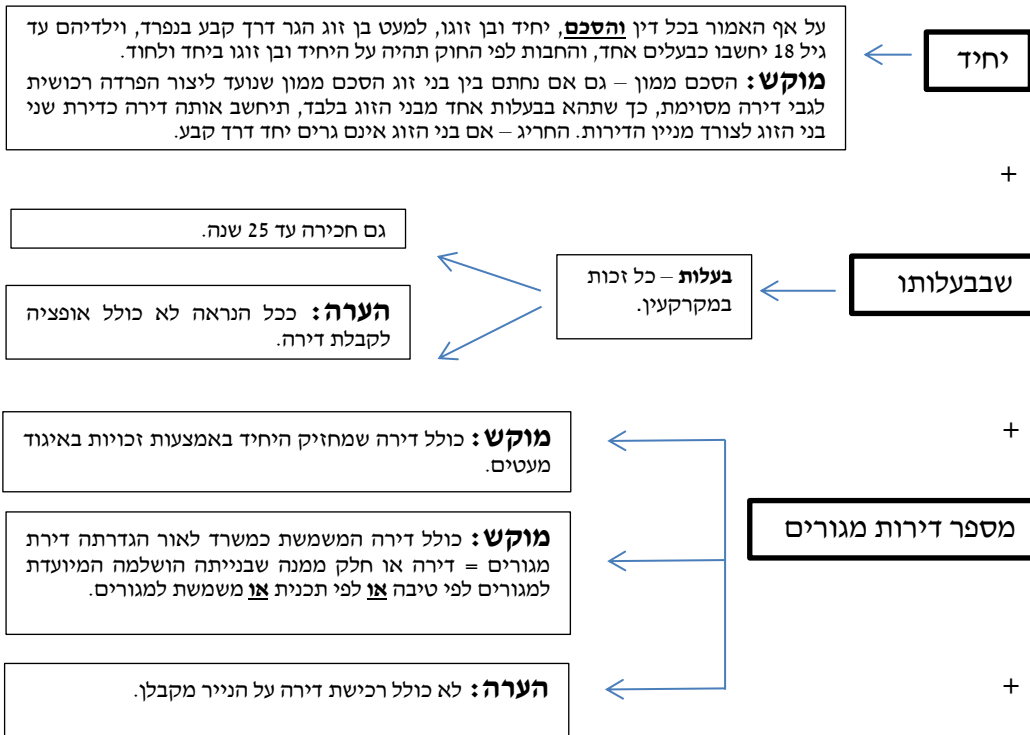 יחיד
על אף האמור בכל דין והסכם, יחיד ובן זוגו, למעט בן זוג הגר דרך קבע בנפרד, וילדיהם עד
גיל 18 יחשבו כבעלים אחד, והחבות לפי החוק תהיה על היחיד ובן זוגו ביחד ולחוד.
מוקש: הסכם ממון – גם אם נחתם בין בני זוג הסכם ממון שנועד ליצור הפרדה רכושית
לגבי דירה מסוימת, כך שתהא בבעלות אחד מבני הזוג בלבד, תיחשב אותה דירה כדירת שני
בני הזוג לצורך מניין הדירות. החריג – אם בני הזוג אינם גרים יחד דרך קבע.
+
שבבעלותו
בעלות – כל זכות
במקרקעין.
גם חכירה עד 25 שנה.
הערה: ככל הנראה לא כולל אופציה
לקבלת דירה.
+
מספר דירות מגורים
מוקש: כולל דירה שמחזיק היחיד באמצעות זכויות באיגוד
מעטים.
מוקש: כולל דירה המשמשת כמשרד לאור הגדרתה דירת
מגורים = דירה או חלק ממנה שבנייתה הושלמה המיועדת
למגורים לפי טיבה או לפי תכנית או משמשת למגורים.
הערה: לא כולל רכישת דירה על הנייר מקבלן.
+